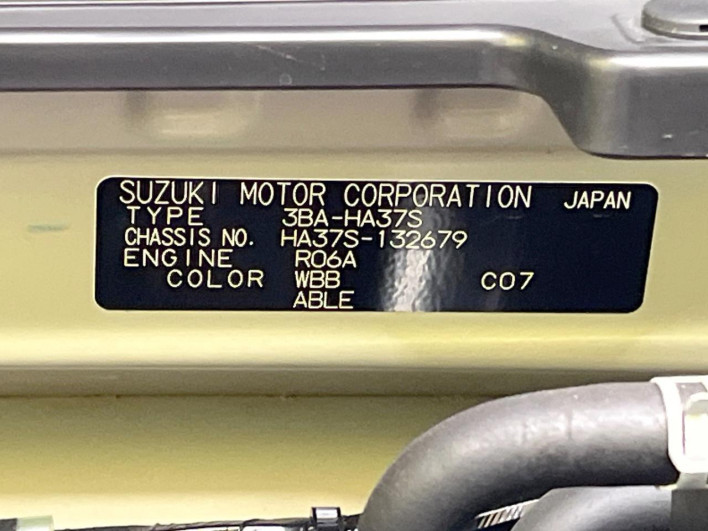 SUZUKI MOTOR CORPORATION JAPAN
TYPE 3BA-HA37S
CHASSIS NO. HA37S-132679
ENGINE R06A
COLOR WBB C07
ABLE